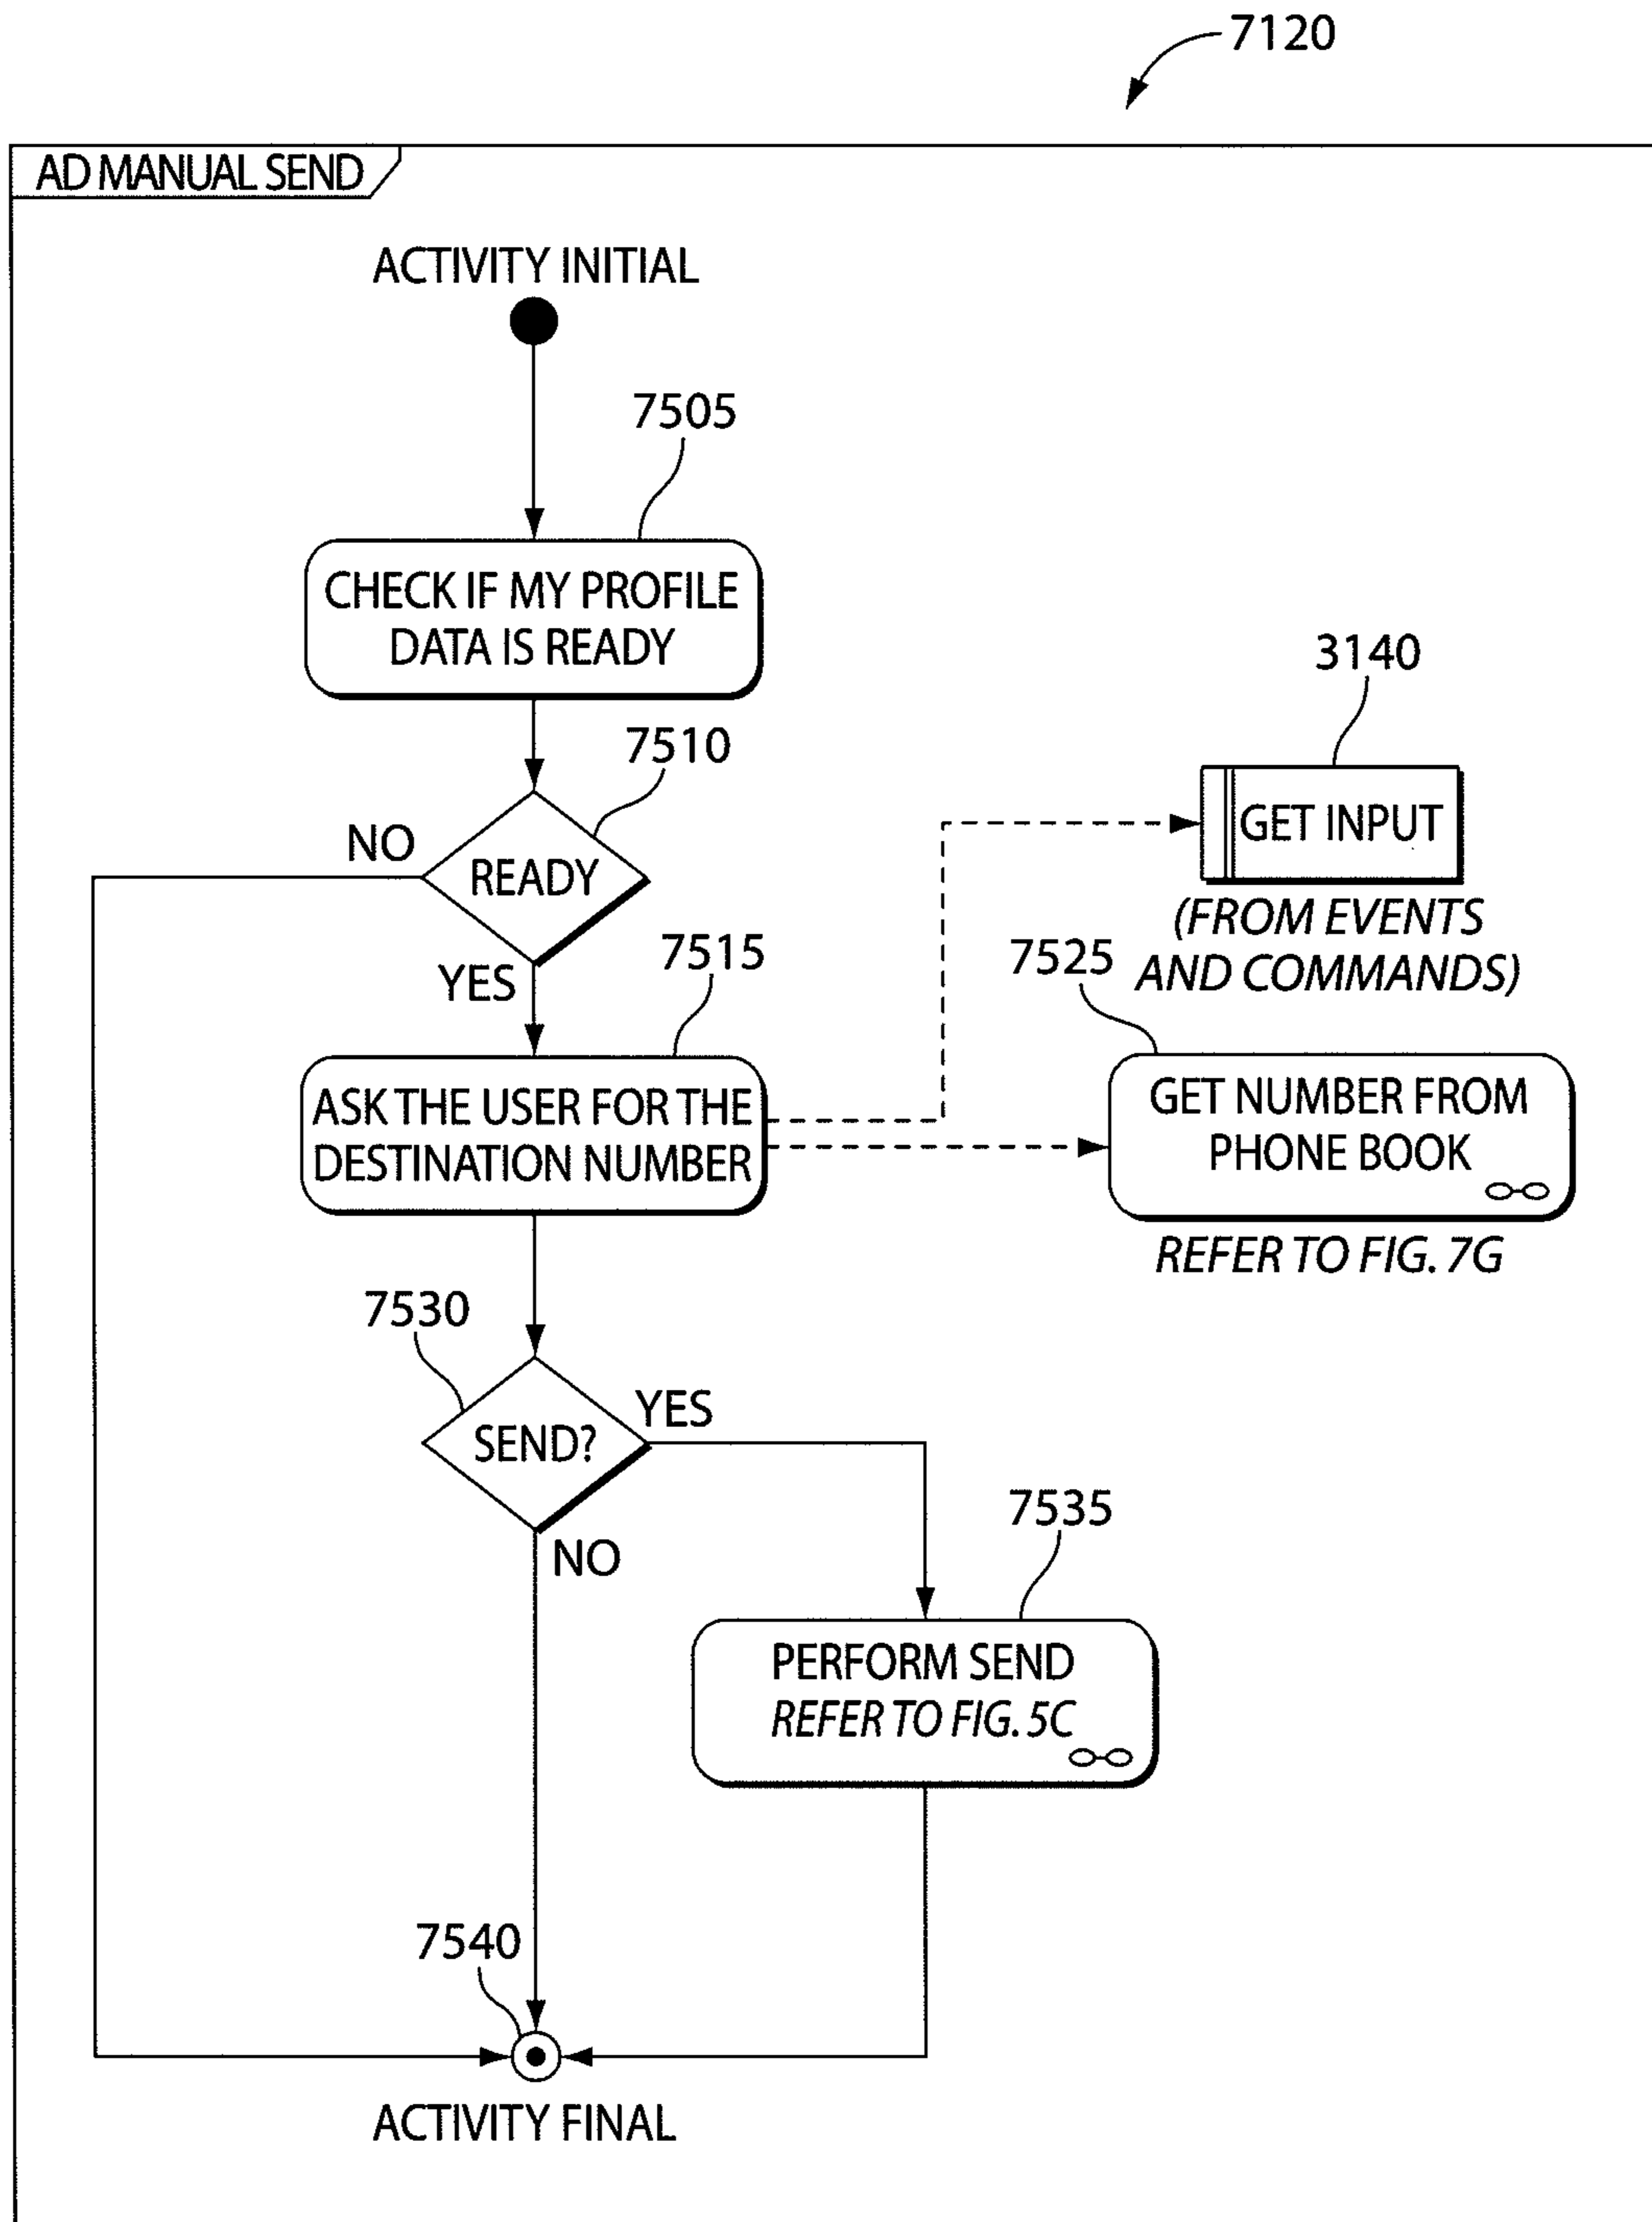 7120
AD MANUAL SEND
ACTIVITY INITIAL
7505
CHECK IF MY PROFILE
DATA IS READY
7510
NO
READY
YES
3140
GET INPUT
(FROM EVENTS
AND COMMANDS)
7515
ASK THE USER FOR THE
DESTINATION NUMBER
7525
GET NUMBER FROM
PHONE BOOK
REFER TO FIG. 7G
7530
SEND?
YES
NO
7535
PERFORM SEND
REFER TO FIG. 5C
7540
ACTIVITY FINAL